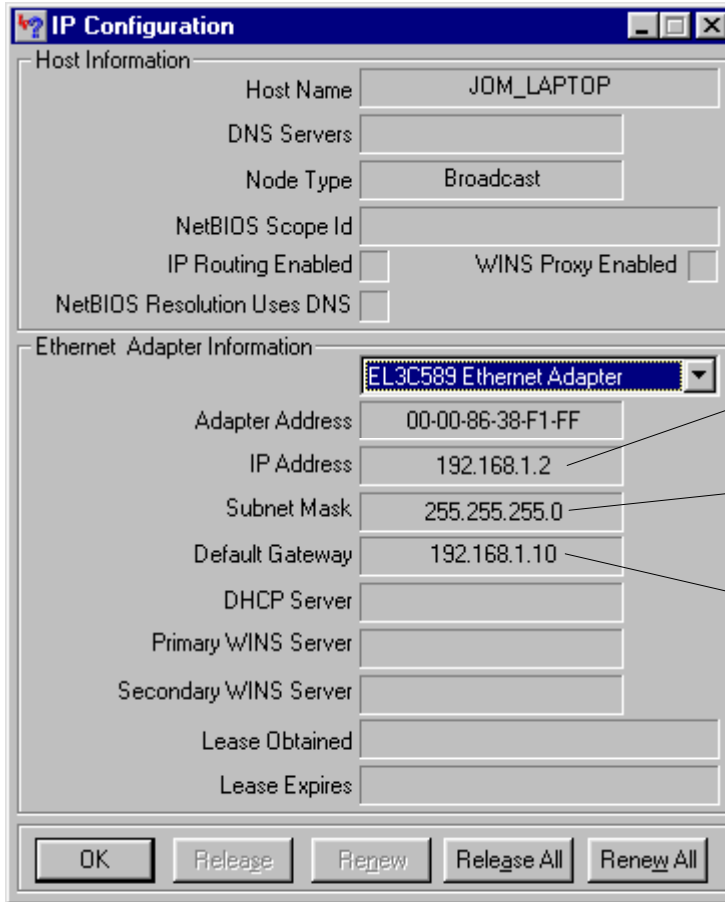 IP Configuration
Host Information
Host Name JOM_LAPTOP
DNS Servers
Node Type Broadcast
NetBIOS Scope Id
IP Routing Enabled WINS Proxy Enabled
NetBIOS Resolution Uses DNS
Ethernet Adapter Information
EL3C589 Ethernet Adapter
Adapter Address 00-00-86-38-F1-FF
IP Address 192.168.1.2
Subnet Mask 255.255.255.0
Default Gateway 192.168.1.10
DHCP Server
Primary WINS Server
Secondary WINS Server
Lease Obtained
Lease Expires
OK Release Renew Release All Renew All